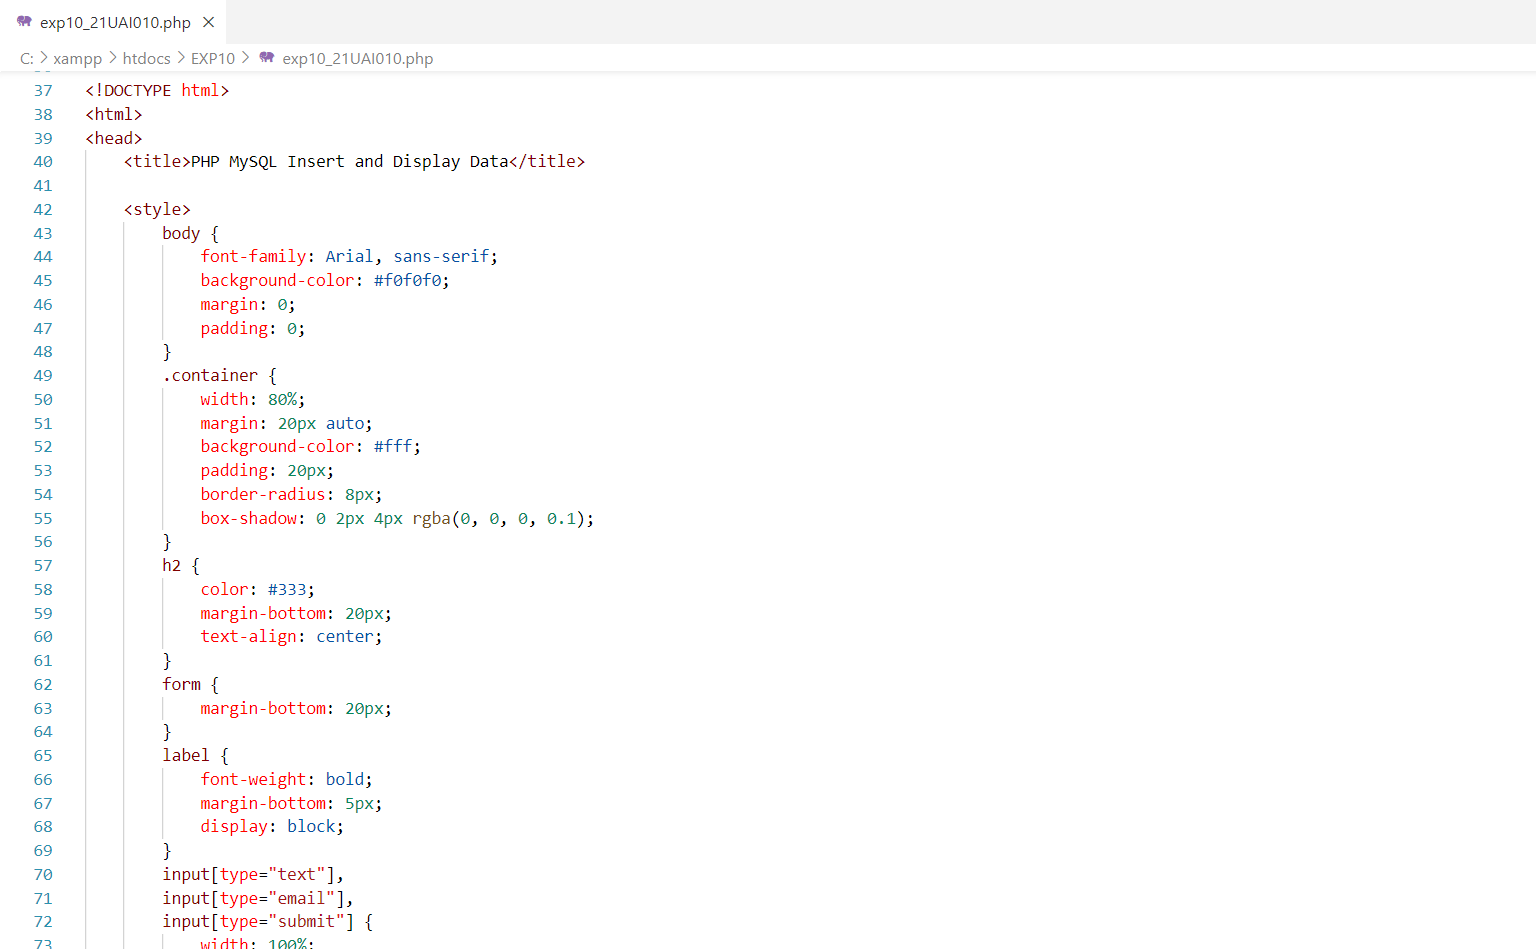 exp10_21UAI010.php ×
C: > xampp > htdocs > EXP10 > exp10_21UAI010.php
37 <!DOCTYPE html>
38 <html>
39 <head>
40     <title>PHP MySQL Insert and Display Data</title>
41
42     <style>
43         body {
44             font-family: Arial, sans-serif;
45             background-color: #f0f0f0;
46             margin: 0;
47             padding: 0;
48         }
49         .container {
50             width: 80%;
51             margin: 20px auto;
52             background-color: #fff;
53             padding: 20px;
54             border-radius: 8px;
55             box-shadow: 0 2px 4px rgba(0, 0, 0, 0.1);
56         }
57         h2 {
58             color: #333;
59             margin-bottom: 20px;
60             text-align: center;
61         }
62         form {
63             margin-bottom: 20px;
64         }
65         label {
66             font-weight: bold;
67             margin-bottom: 5px;
68             display: block;
69         }
70         input[type="text"],
71         input[type="email"],
72         input[type="submit"] {
73             width: 100%;